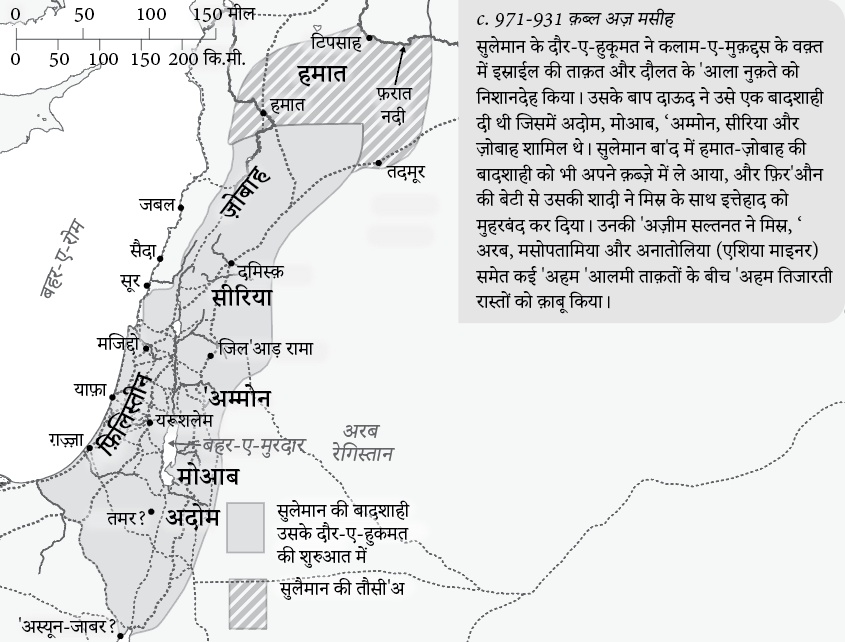 0 50 100 150 मील
0 50 100 150 200 कि.मी.
c. 971-931 क़ब्ल अज़ मसीह
सुलेमान के दौर-ए-हुकूमत ने कलाम-ए-मुक़द्दस के वक़्त
में इस्राईल की ताक़त और दौलत के 'आला नुक़ते को
निशानदेह किया। उसके बाप दाऊद ने उसे एक बादशाही
दी थी जिसमें अदोम, मोआब, ‘अम्मोन, सीरिया और
ज़ोबाह शामिल थे। सुलेमान बा'द में हमात-ज़ोबाह की
बादशाही को भी अपने क़ब्ज़े में ले आया, और फ़िर'औन
की बेटी से उसकी शादी ने मिस्र के साथ इत्तेहाद को
मुहरबंद कर दिया। उनकी 'अज़ीम सल्तनत ने मिस्र, ‘
अरब, मसोपतामिया और अनातोलिया (एशिया माइनर)
समेत कई 'अहम 'आलमी ताक़तों के बीच 'अहम तिजारती
रास्तों को क़ाबू किया।
टिपसाह
हमात
फ़रात
नदी
हमात
तदमूर
ज़ोबाह
जबल
बहर-ए-रोम
सैदा
दमिस्क़
सूर
सीरिया
मजिद्दो
जिल'आड़ रामा
याफ़ा
'अम्मोन
फ़िलिस्तीन
यरूशलेम
ग़ज़्ज़ा
बहर-ए-मुरदार
अरब
रेगिस्तान
मोआब
तमर?
अदोम
सुलेमान की बादशाही
उसके दौर-ए-हुकमत
की शुरुआत में
सुलैमान की तौसी'अ
'अस्यून-जाबर?